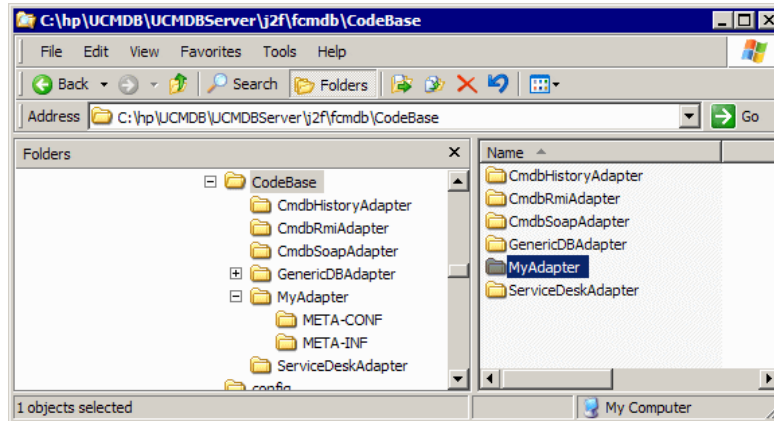 C:\hp\UCMDB\UCMDBServer\j2f\fcmdb\CodeBase
File Edit View Favorites Tools Help
Back Search Folders
Address C:\hp\UCMDB\UCMDBServer\j2f\fcmdb\CodeBase Go
Folders
CodeBase
CmdbHistoryAdapter
CmdbRmiAdapter
CmdbSoapAdapter
GenericDBAdapter
MyAdapter
META-CONF
META-INF
ServiceDeskAdapter
config
Name
CmdbHistoryAdapter
CmdbRmiAdapter
CmdbSoapAdapter
GenericDBAdapter
MyAdapter
ServiceDeskAdapter
1 objects selected
My Computer